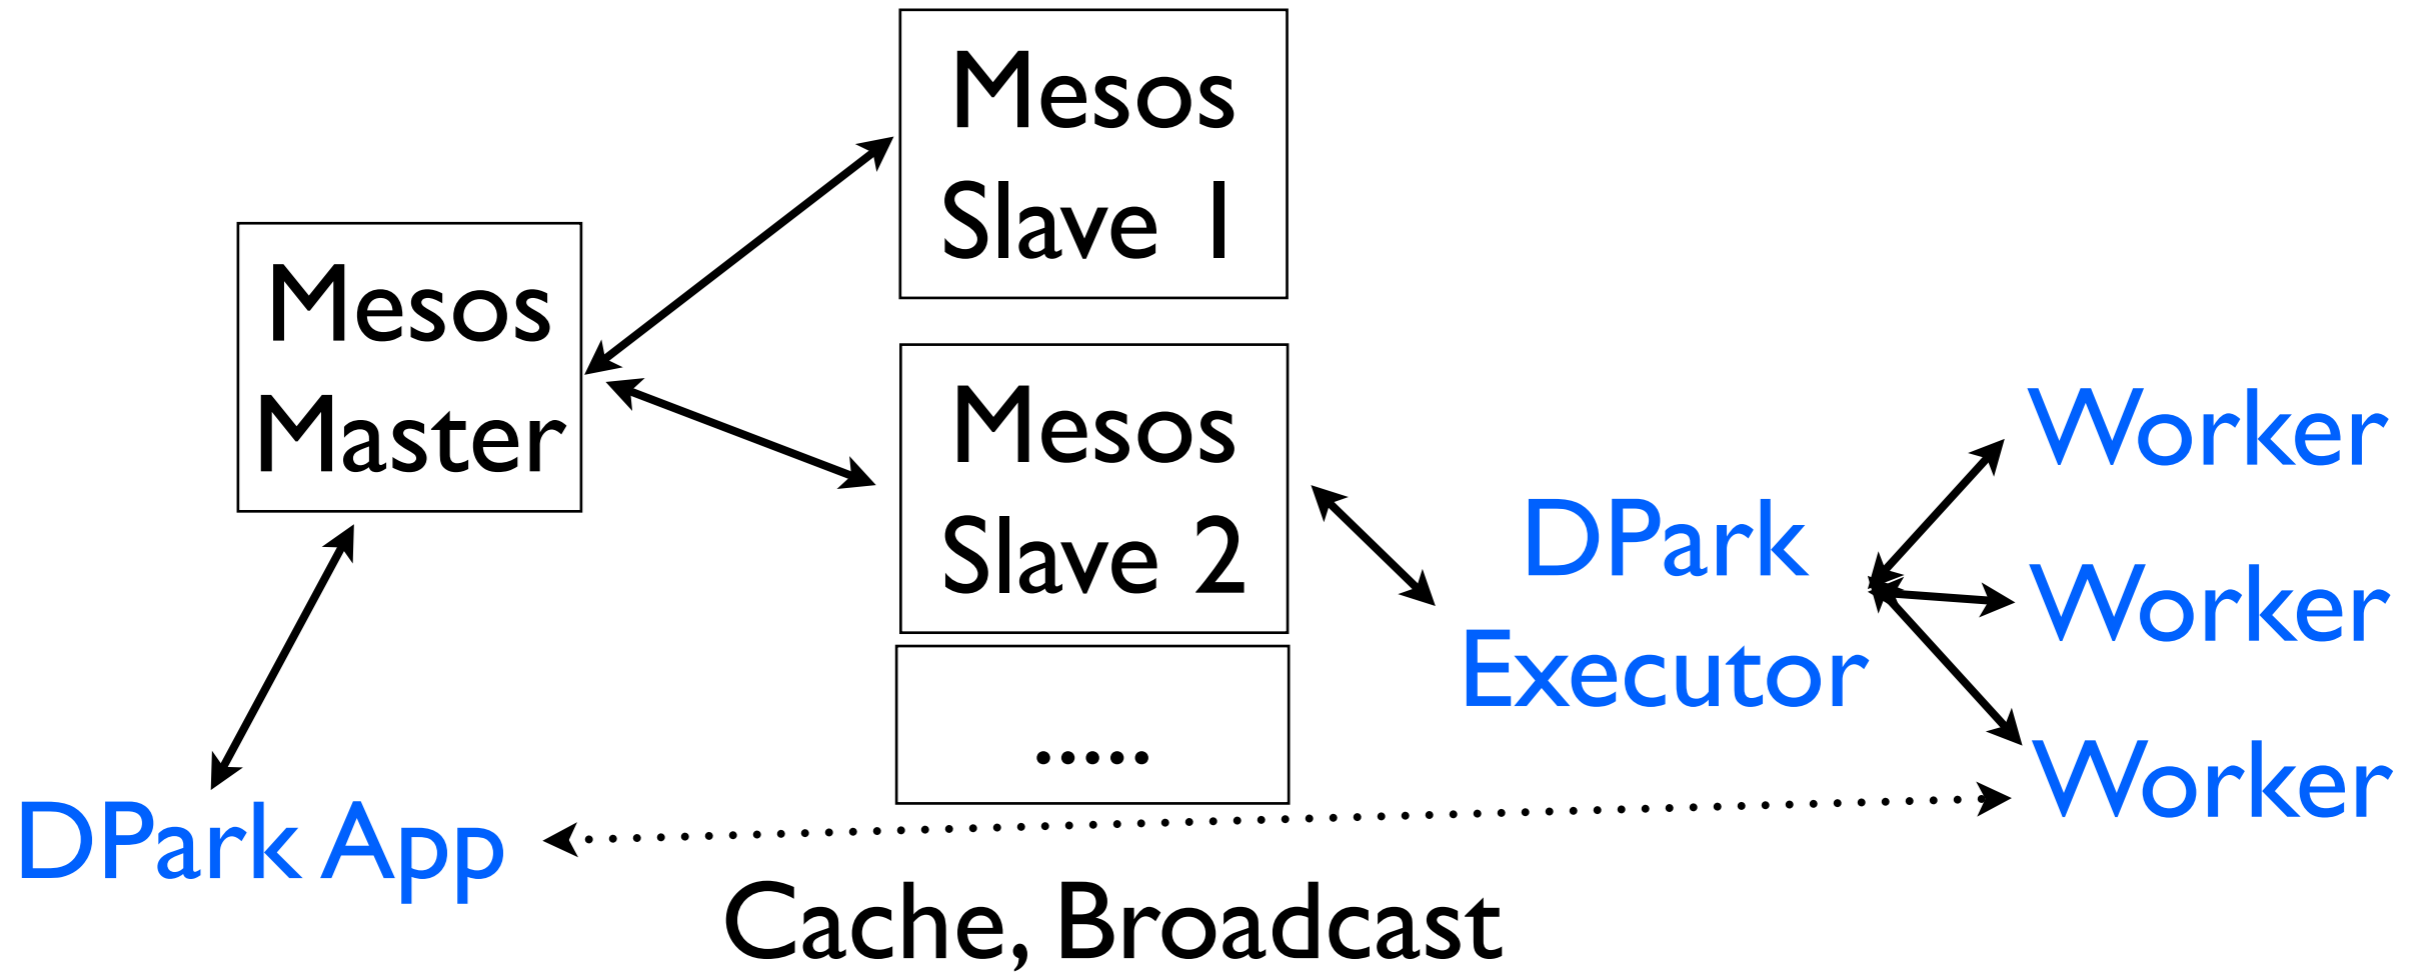 Mesos
Slave 1
Mesos
Master
Mesos
Slave 2
.....
DPark
Executor
Worker
Worker
Worker
DPark App
Cache, Broadcast